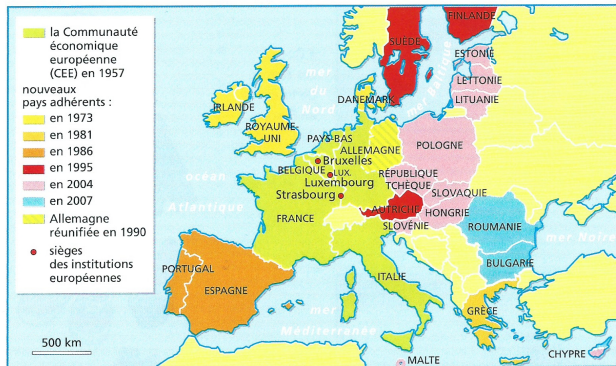 la Communauté
économique
européenne
(CEE) en 1957
nouveaux
pays adhérents :
en 1973
en 1981
en 1986
en 1995
en 2004
en 2007
Allemagne
réunifiée en 1990
sièges
des institutions
européennes
500 km
FINLANDE
SUÈDE
ESTONIE
mer Baltique
LETTONIE
mer
du
Nord
DANEMARK
LITUANIE
IRLANDE
ROYAUME-
UNI
PAYS-BAS
ALLEMAGNE
POLOGNE
Bruxelles
BELGIQUE
LUX.
Luxembourg
RÉPUBLIQUE
TCHÈQUE
océan
Atlantique
Strasbourg
SLOVAQUIE
AUTRICHE
HONGRIE
FRANCE
SLOVÉNIE
ROUMANIE
mer Noire
BULGARIE
PORTUGAL
ESPAGNE
ITALIE
GRÈCE
mer
Méditerranée
MALTE
CHYPRE